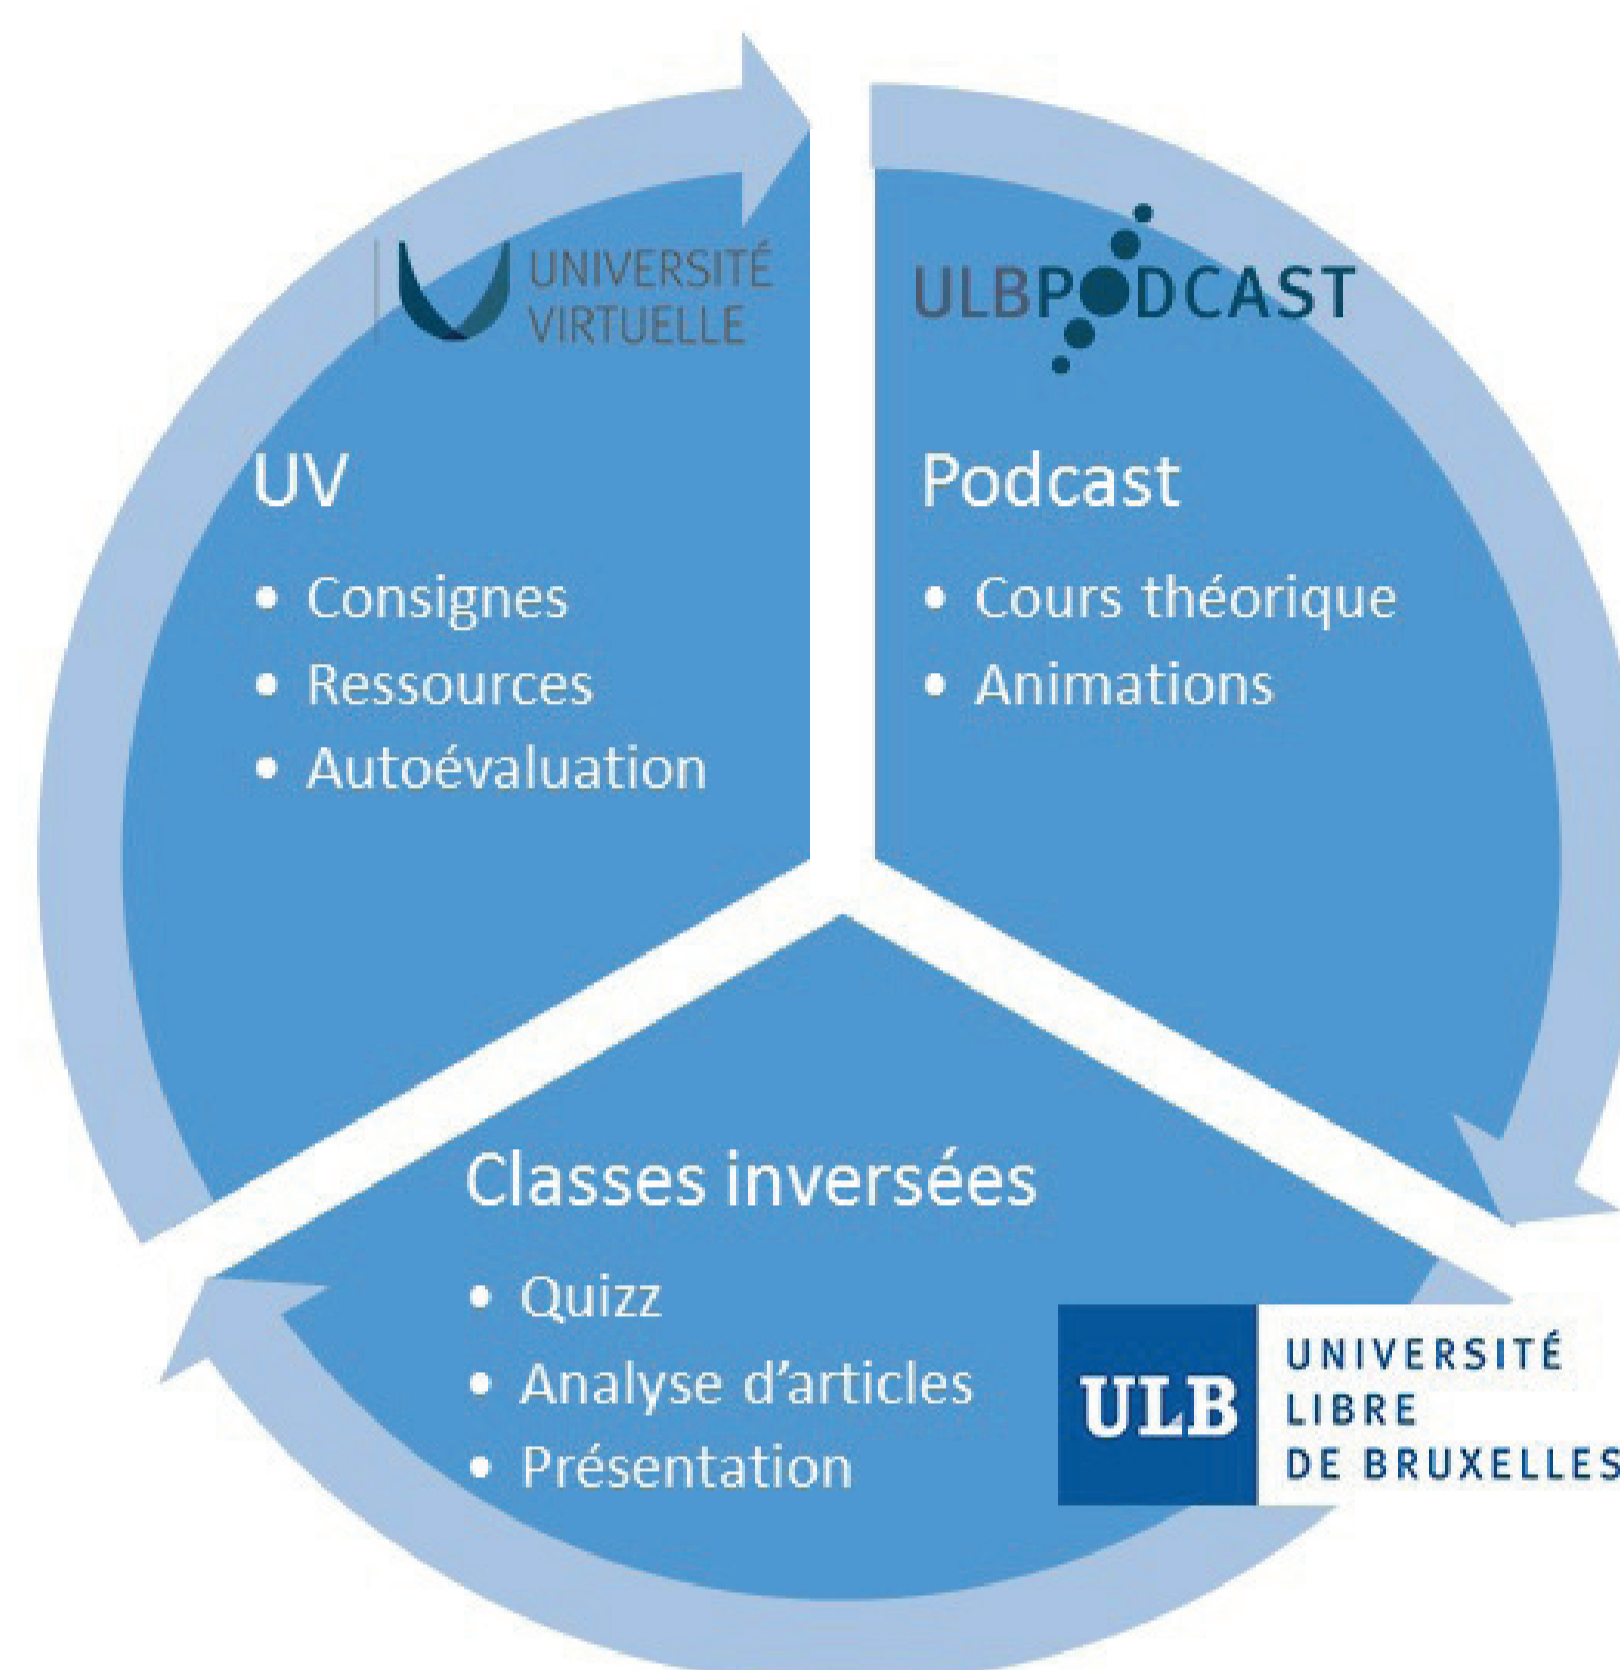 UNIVERSITÉ
VIRTUELLE
UV
• Consignes
• Ressources
• Autoévaluation
ULBPODCAST
Podcast
• Cours théorique
• Animations
Classes inversées
• Quizz
• Analyse d’articles
• Présentation
ULB
UNIVERSITÉ
LIBRE
DE BRUXELLES